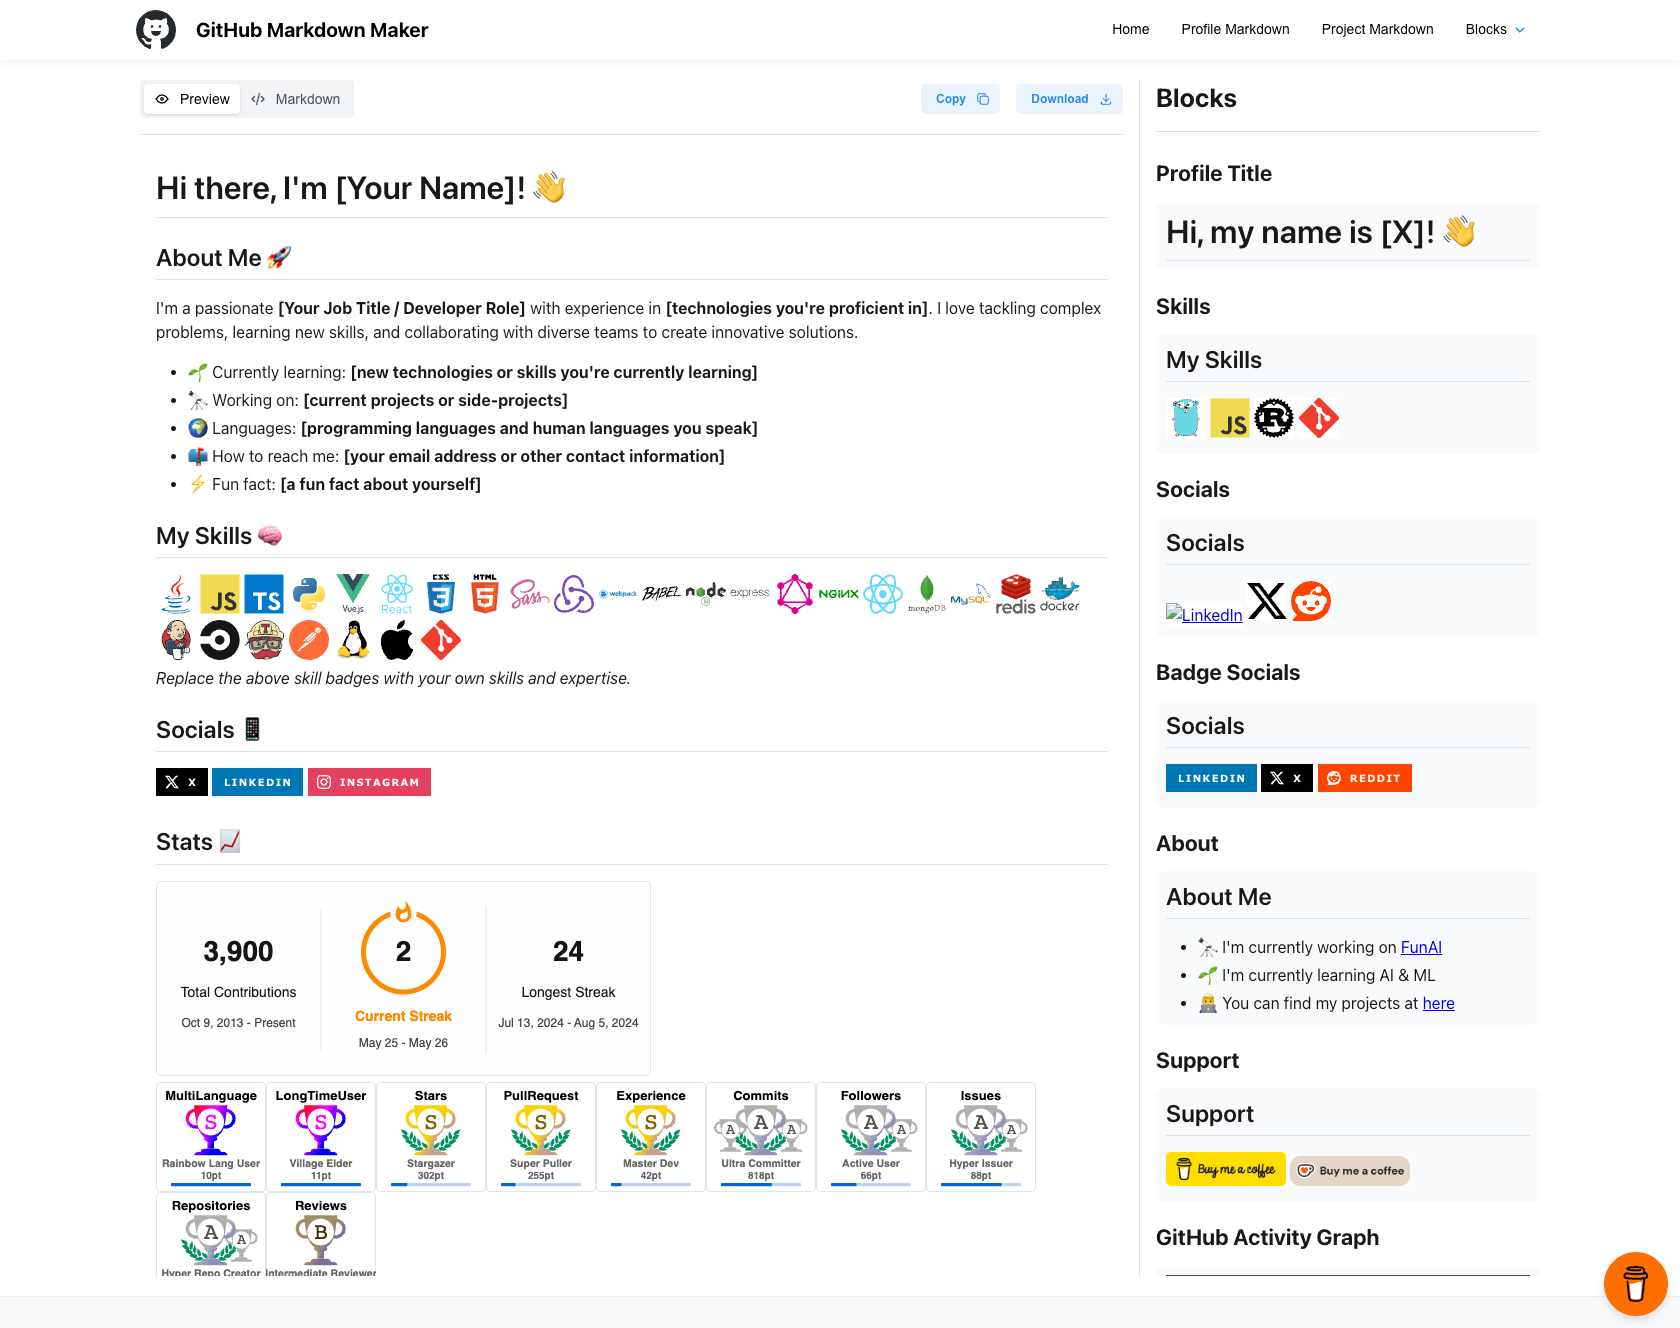 GitHub Markdown Maker
Home
Profile Markdown
Project Markdown
Blocks
Preview
Markdown
Copy
Download
Hi there, I'm [Your Name]! 👋
About Me 🚀
I'm a passionate [Your Job Title / Developer Role] with experience in [technologies you're proficient in]. I love tackling complex
problems, learning new skills, and collaborating with diverse teams to create innovative solutions.
• 🌱 Currently learning: [new technologies or skills you're currently learning]
• 🔭 Working on: [current projects or side-projects]
• 🌍 Languages: [programming languages and human languages you speak]
• 📫 How to reach me: [your email address or other contact information]
• ⚡ Fun fact: [a fun fact about yourself]
My Skills 🧠
JS TS Vue.js React CSS HTML Sass webpack BABEL node express NGINX mongoDB MySQL redis docker
Replace the above skill badges with your own skills and expertise.
Socials 📱
X LINKEDIN INSTAGRAM
Stats 📈
3,900
Total Contributions
Oct 9, 2013 - Present
2
Current Streak
May 25 - May 26
24
Longest Streak
Jul 13, 2024 - Aug 5, 2024
MultiLanguage
S
Rainbow Lang User
10pt
LongTimeUser
S
Village Elder
11pt
Stars
S
Stargazer
302pt
PullRequest
S
Super Puller
255pt
Experience
S
Master Dev
42pt
Commits
A A A
Ultra Committer
818pt
Followers
A A
Active User
66pt
Issues
A A
Hyper Issuer
88pt
Repositories
A A
Hyper Repo Creator
Reviews
B
Intermediate Reviewer
Blocks
Profile Title
Hi, my name is [X]! 👋
Skills
My Skills
JS R
Socials
Socials
LinkedIn
Badge Socials
Socials
LINKEDIN X REDDIT
About
About Me
• 🔭 I'm currently working on FunAI
• 🌱 I'm currently learning AI & ML
• 👨‍💻 You can find my projects at here
Support
Support
Buy me a coffee
Buy me a coffee
GitHub Activity Graph